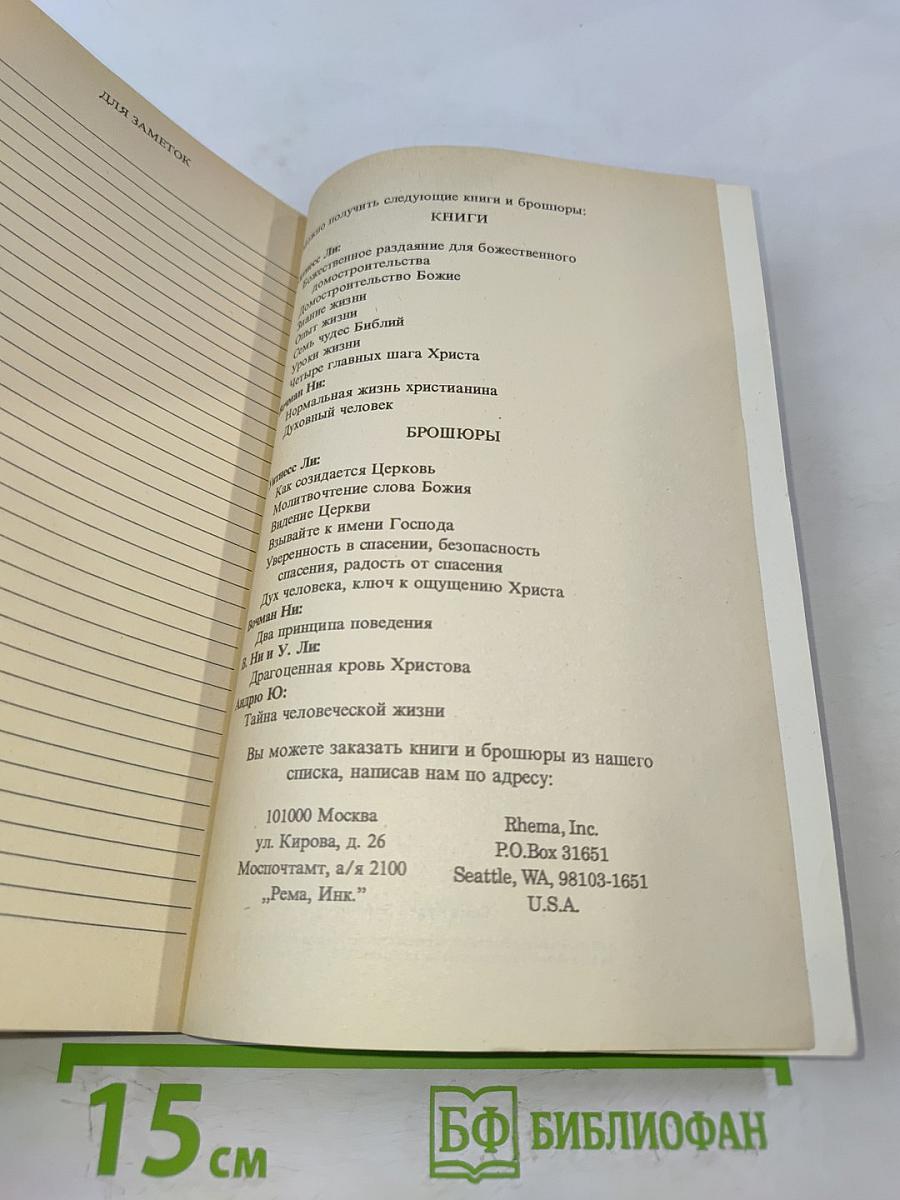 ДЛЯ ЗАМЕТОК
получить следующие книги и брошюры:
КНИГИ
Ли:
Божественное раздаяние для божественного
домостроительства
Домостроительство Божие
Знание жизни
Опыт жизни
Семь чудес Библий
Уроки жизни
Четыре главных шага Христа
Ни:
Нормальная жизнь христианина
Духовный человек
БРОШЮРЫ
Ли:
Как созидается Церковь
Молитвочтение слова Божия
Видение Церкви
Взывайте к имени Господа
Уверенность в спасении, безопасность
спасения, радость от спасения
Дух человека, ключ к ощущению Христа
Вочман Ни:
Два принципа поведения
В. Ни и У. Ли:
Драгоценная кровь Христова
Андрю Ю:
Тайна человеческой жизни
Вы можете заказать книги и брошюры из нашего
списка, написав нам по адресу:
101000 Москва
ул. Кирова, д. 26
Моспочтамт, а/я 2100
„Рема, Инк.”
Rhema, Inc.
P.O.Box 31651
Seattle, WA, 98103-1651
U.S.A.
15 см
БФ БИБЛИОФАН